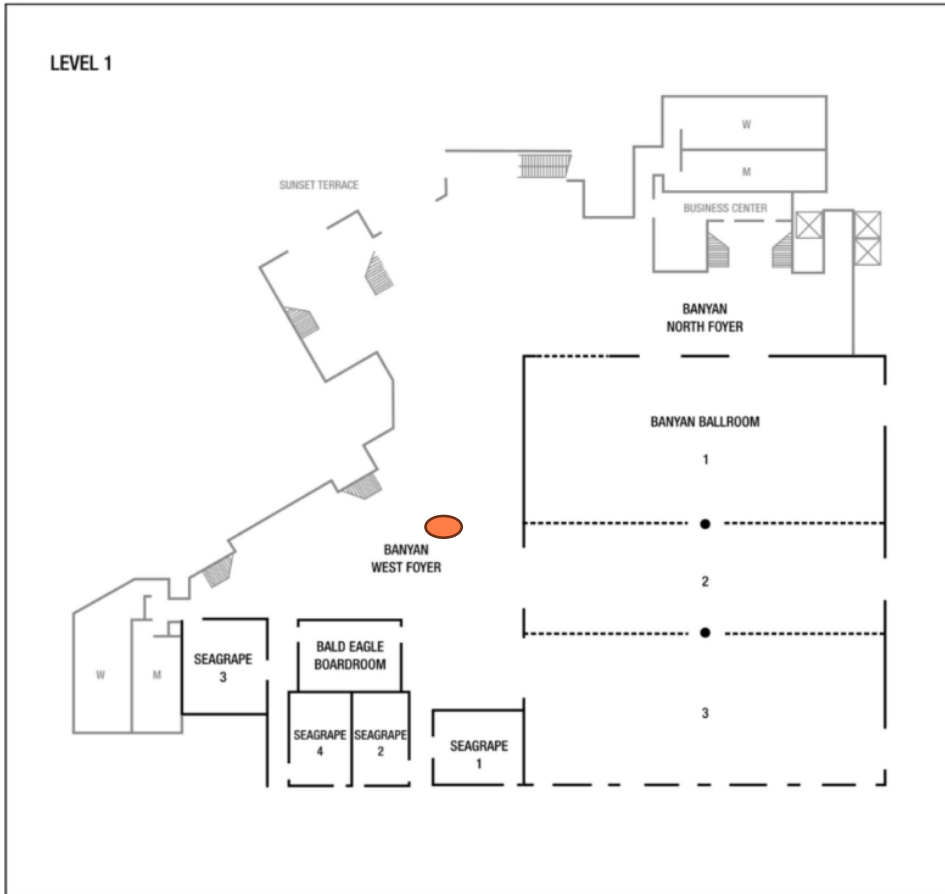 LEVEL 1
W
M
SUNSET TERRACE
BUSINESS CENTER
BANYAN
NORTH FOYER
BANYAN BALLROOM
1
BANYAN
WEST FOYER
2
BALD EAGLE
BOARDROOM
SEAGRAPE
3
W
M
3
SEAGRAPE
4
SEAGRAPE
2
SEAGRAPE
1